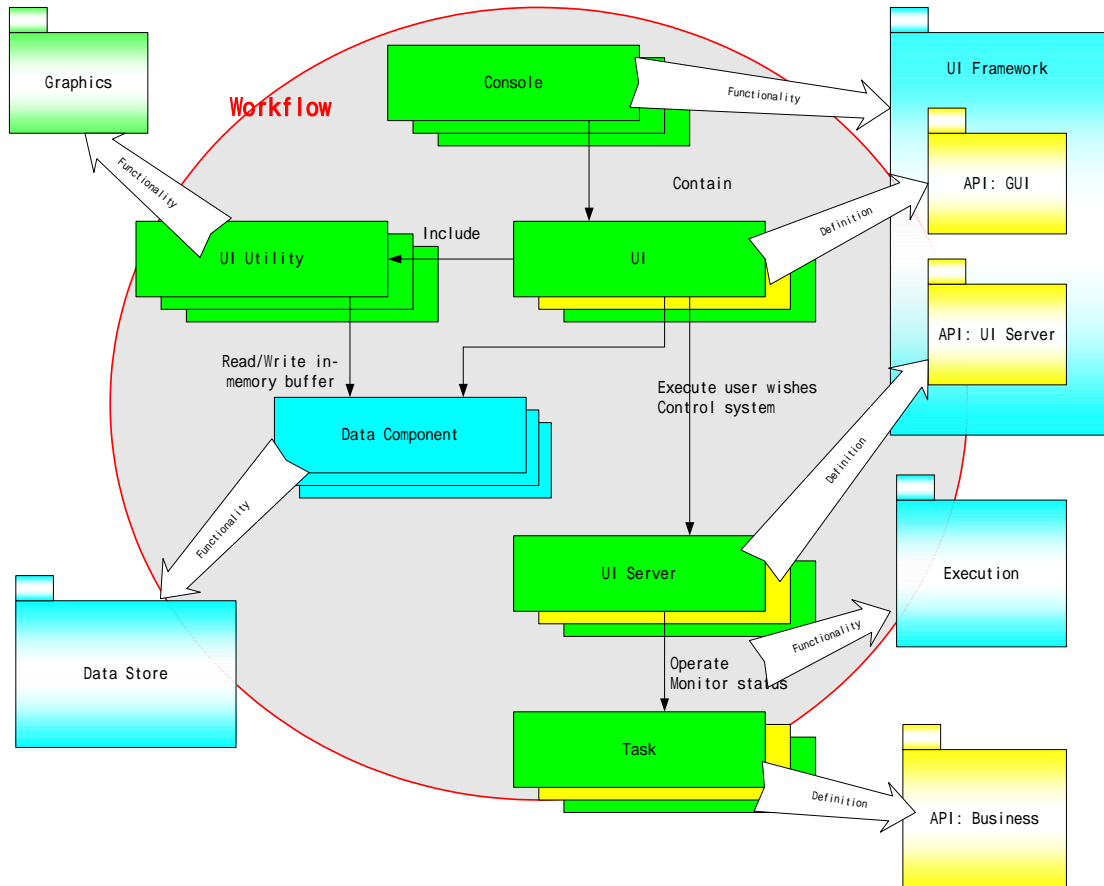 Graphics
Workflow
Console
Functionality
UI Framework
API: GUI
Contain
Functionality
Definition
Include
UI Utility
UI
API: UI Server
Read/Write in-
memory buffer
Execute user wishes
Control system
Data Component
Definition
Functionality
UI Server
Execution
Functionality
Data Store
Operate
Monitor status
Task
Definition
API: Business